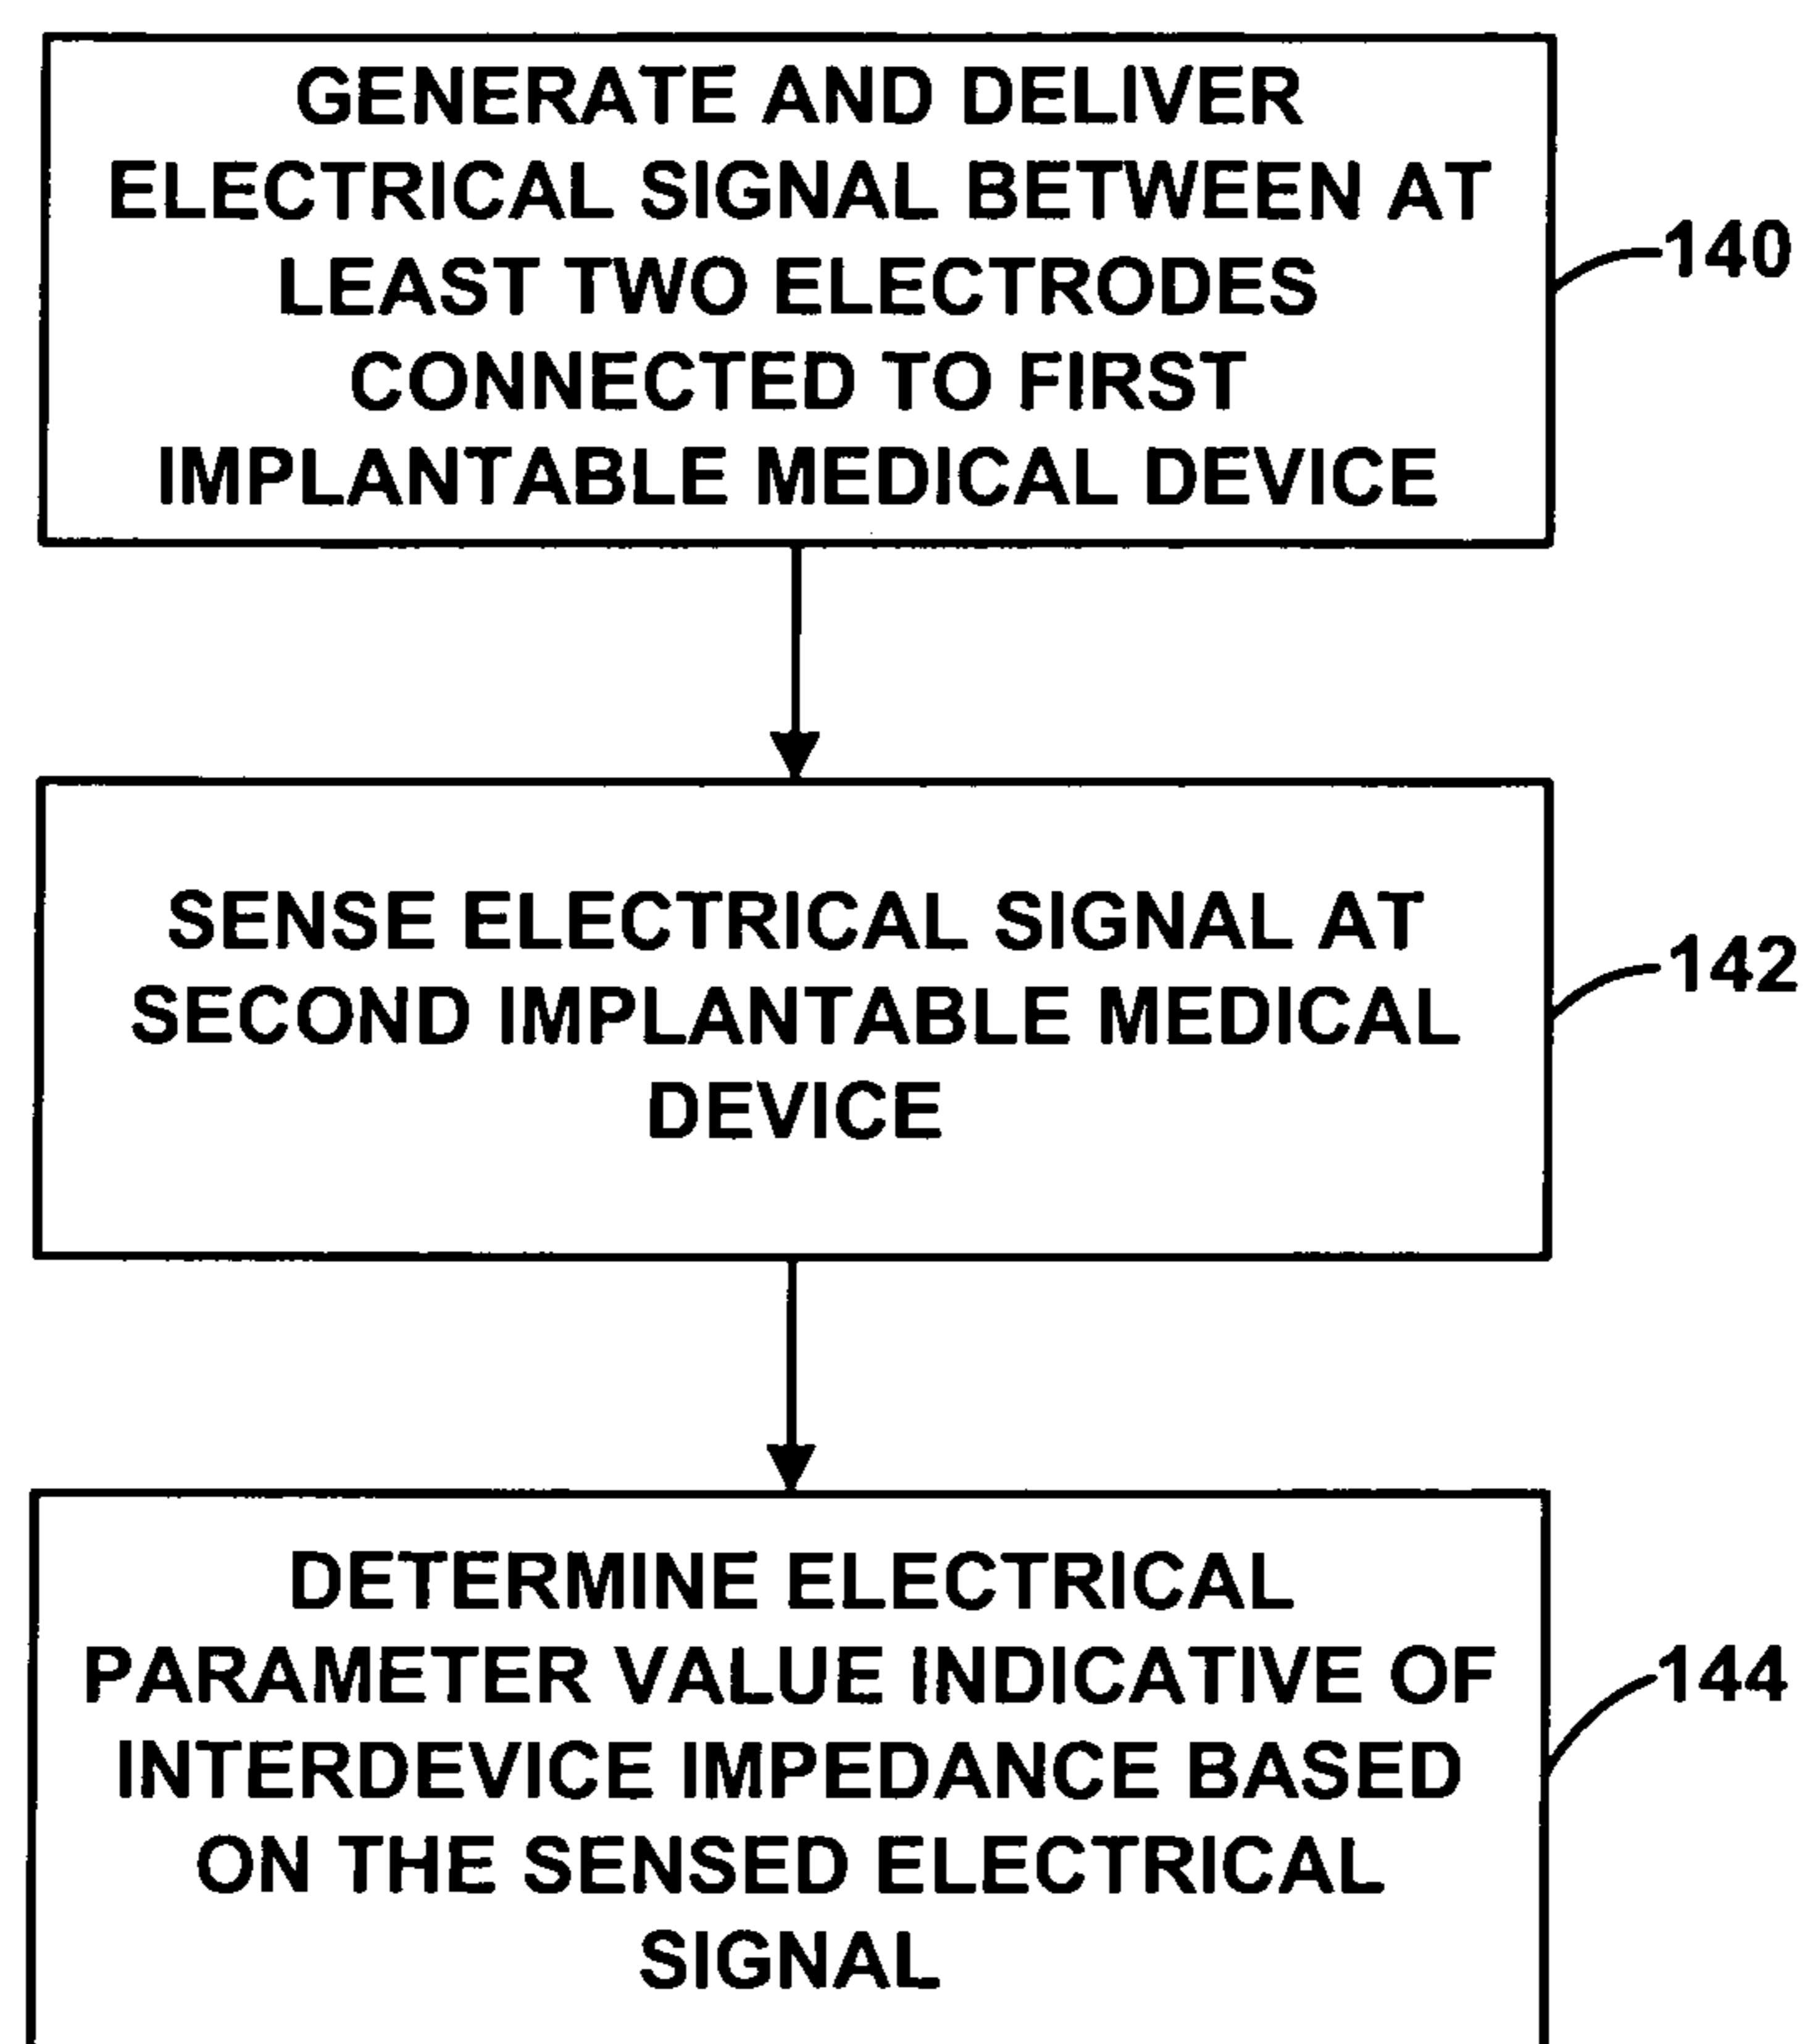 GENERATE AND DELIVER
ELECTRICAL SIGNAL BETWEEN AT
LEAST TWO ELECTRODES
CONNECTED TO FIRST
IMPLANTABLE MEDICAL DEVICE
140
SENSE ELECTRICAL SIGNAL AT
SECOND IMPLANTABLE MEDICAL
DEVICE
142
DETERMINE ELECTRICAL
PARAMETER VALUE INDICATIVE OF
INTERDEVICE IMPEDANCE BASED
ON THE SENSED ELECTRICAL
SIGNAL
144